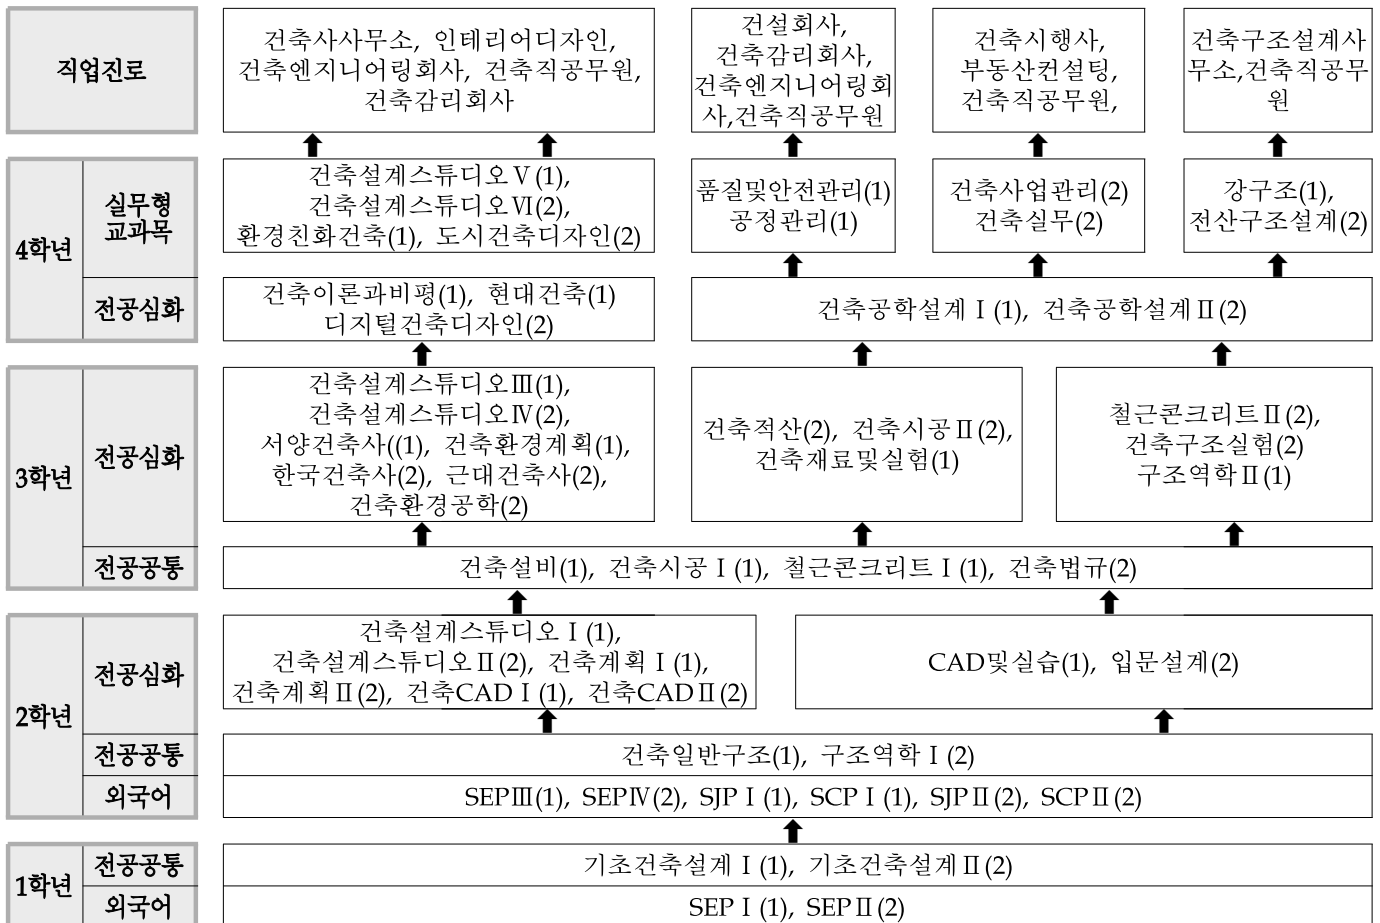 직업진로
건축사사무소, 인테리어디자인,
건축엔지니어링회사, 건축직공무원,
건축감리회사
건설회사,
건축감리회사,
건축엔지니어링회
사,건축직공무원
건축시행사,
부동산컨설팅,
건축직공무원,
건축구조설계사
무소,건축직공무
원
4학년
실무형
교과목
건축설계스튜디오Ⅴ(1),
건축설계스튜디오Ⅵ(2),
환경친화건축(1), 도시건축디자인(2)
품질및안전관리(1)
공정관리(1)
건축사업관리(2)
건축실무(2)
강구조(1),
전산구조설계(2)
전공심화
건축이론과비평(1), 현대건축(1)
디지털건축디자인(2)
건축공학설계Ⅰ(1), 건축공학설계Ⅱ(2)
3학년
전공심화
건축설계스튜디오Ⅲ(1),
건축설계스튜디오Ⅳ(2),
서양건축사((1), 건축환경계획(1),
한국건축사(2), 근대건축사(2),
건축환경공학(2)
건축적산(2), 건축시공Ⅱ(2),
건축재료및실험(1)
철근콘크리트Ⅱ(2),
건축구조실험(2)
구조역학Ⅱ(1)
전공공통
건축설비(1), 건축시공Ⅰ(1), 철근콘크리트Ⅰ(1), 건축법규(2)
2학년
전공심화
건축설계스튜디오Ⅰ(1),
건축설계스튜디오Ⅱ(2), 건축계획Ⅰ(1),
건축계획Ⅱ(2), 건축CADⅠ(1), 건축CADⅡ(2)
CAD및실습(1), 입문설계(2)
전공공통
건축일반구조(1), 구조역학Ⅰ(2)
외국어
SEPⅢ(1), SEPⅣ(2), SJPⅠ(1), SCPⅠ(1), SJPⅡ(2), SCPⅡ(2)
1학년
전공공통
기초건축설계Ⅰ(1), 기초건축설계Ⅱ(2)
외국어
SEPⅠ(1), SEPⅡ(2)